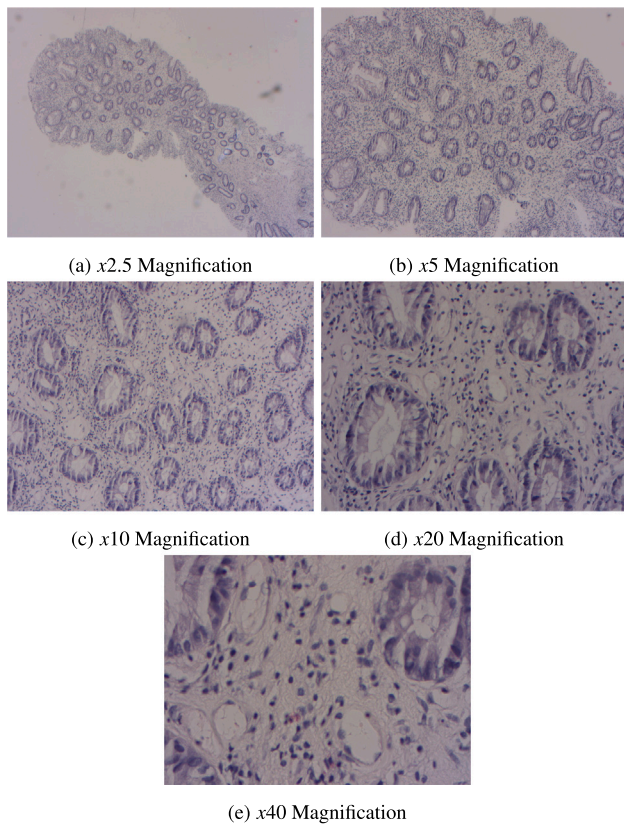 (a) x2.5 Magnification
(b) x5 Magnification
(c) x10 Magnification
(d) x20 Magnification
(e) x40 Magnification